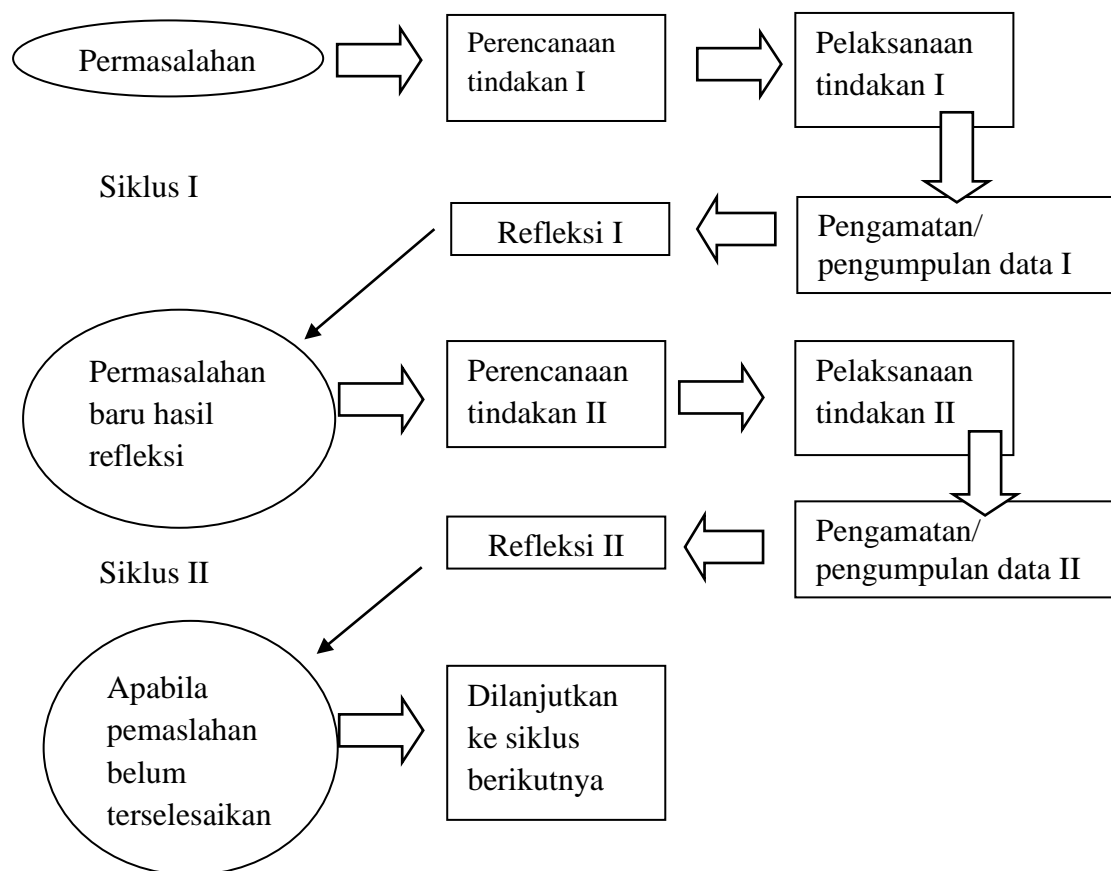 Permasalahan
Perencanaan
tindakan I
Pelaksanaan
tindakan I
Siklus I
Refleksi I
Pengamatan/
pengumpulan data I
Permasalahan
baru hasil
refleksi
Perencanaan
tindakan II
Pelaksanaan
tindakan II
Siklus II
Refleksi II
Pengamatan/
pengumpulan data II
Apabila
pemaslahan
belum
terselesaikan
Dilanjutkan
ke siklus
berikutnya